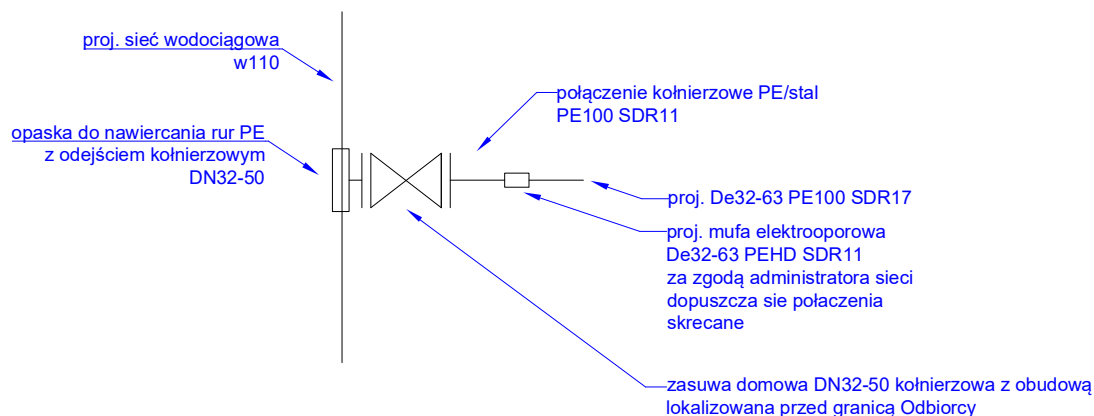 proj. sieć wodociągowa
w110
opaska do nawiercania rur PE
z odejściem kołnierzowym
DN32-50
połączenie kołnierzowe PE/stal
PE100 SDR11
proj. De32-63 PE100 SDR17
proj. mufa elektrooporowa
De32-63 PEHD SDR11
za zgodą administratora sieci
dopuszcza sie połaczenia
skrecane
zasuwa domowa DN32-50 kołnierzowa z obudową
lokalizowana przed granicą Odbiorcy